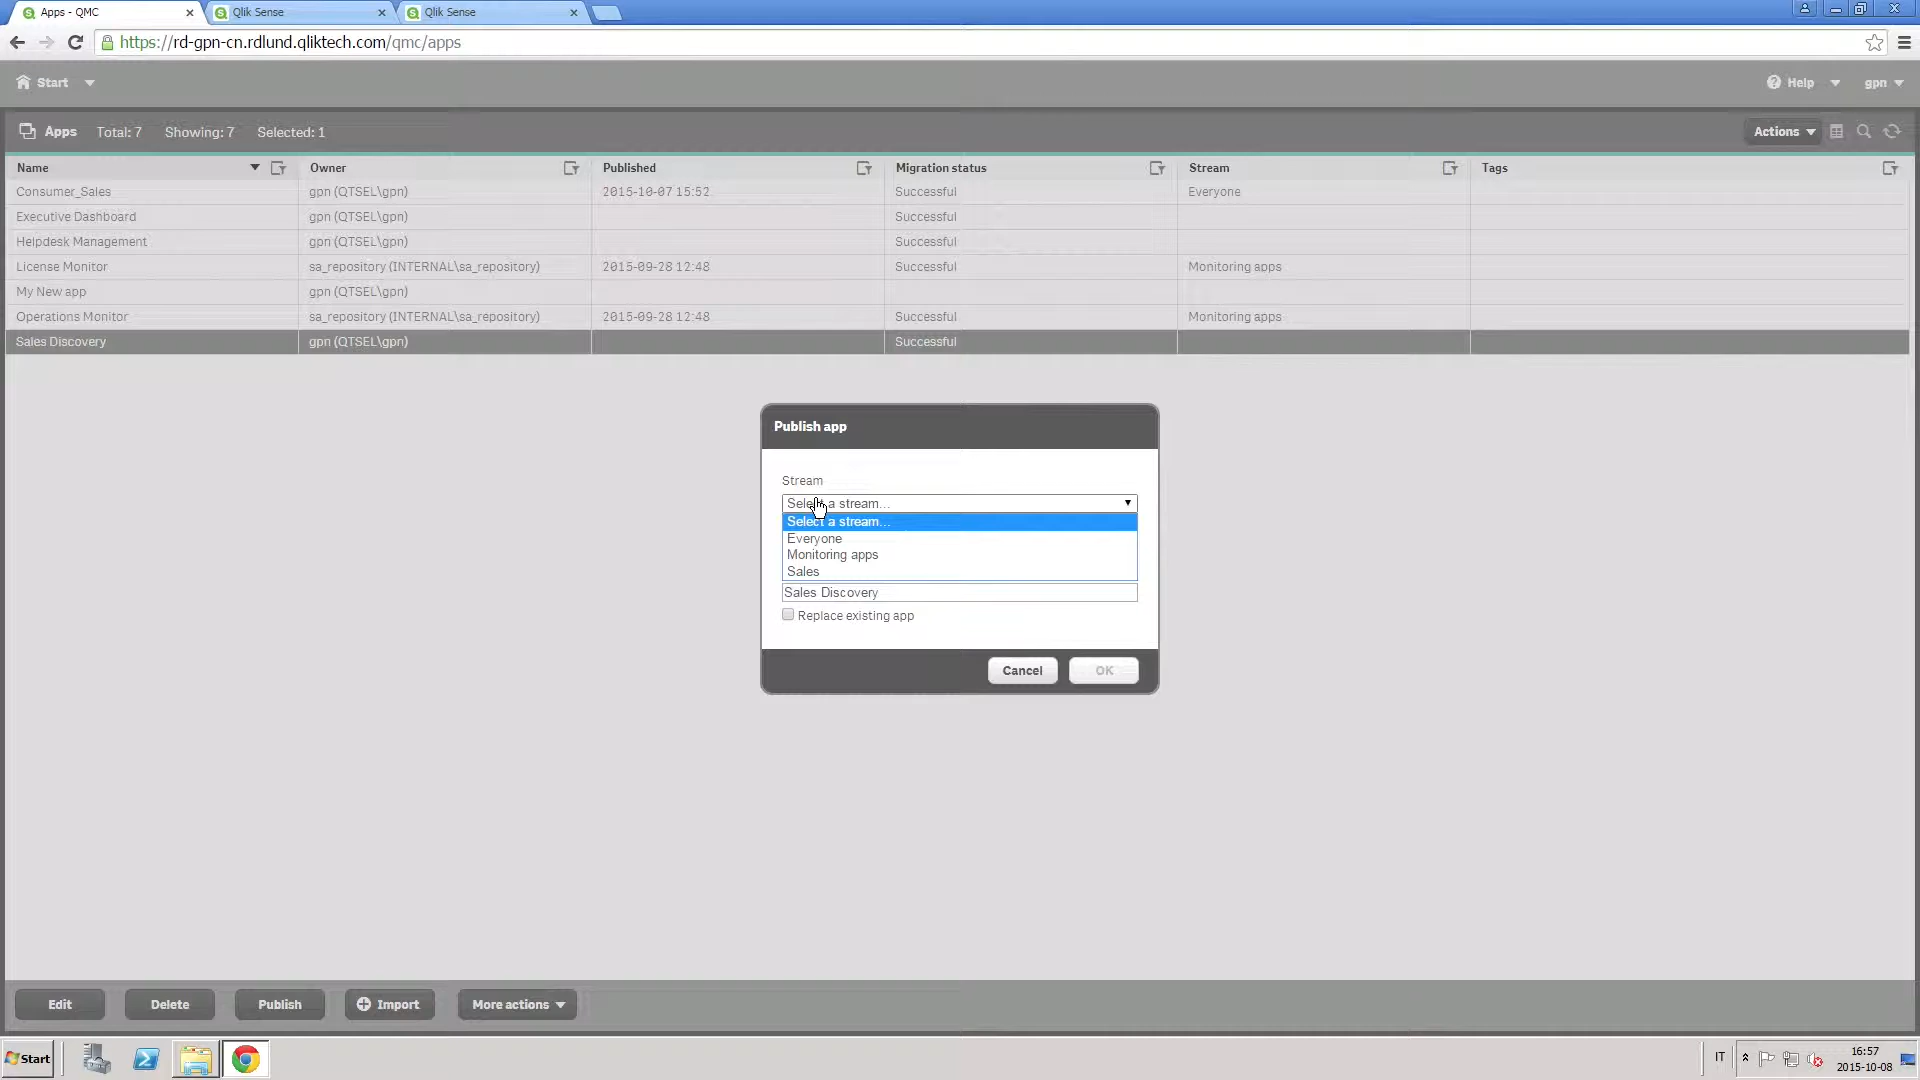 Apps - QMC
Qlik Sense
Qlik Sense
https://rd-gpn-cn.rdlund.qliktech.com/qmc/apps
Start
Help
gpn
Apps Total: 7 Showing: 7 Selected: 1
Actions
Name Owner Published Migration status Stream Tags
Consumer_Sales gpn (QTSEL\gpn) 2015-10-07 15:52 Successful Everyone
Executive Dashboard gpn (QTSEL\gpn) Successful
Helpdesk Management gpn (QTSEL\gpn) Successful
License Monitor sa_repository (INTERNAL\sa_repository) 2015-09-28 12:48 Successful Monitoring apps
My New app gpn (QTSEL\gpn)
Operations Monitor sa_repository (INTERNAL\sa_repository) 2015-09-28 12:48 Successful Monitoring apps
Sales Discovery gpn (QTSEL\gpn) Successful
Publish app
Stream
Select a stream...
Select a stream...
Everyone
Monitoring apps
Sales
Sales Discovery
Replace existing app
Cancel OK
Edit Delete Publish Import More actions
Start
IT
16:57
2015-10-08